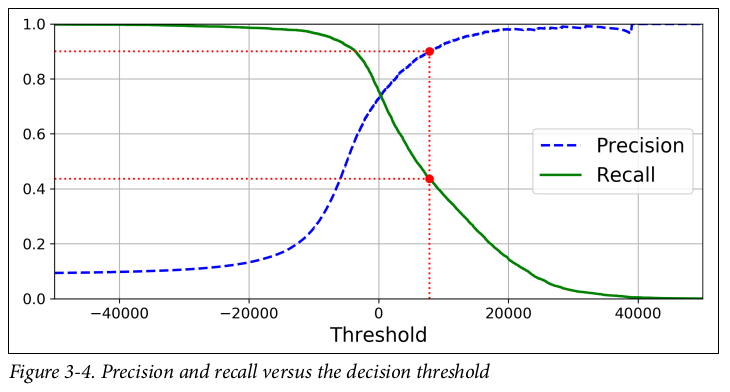 1.0
0.8
0.6
0.4
0.2
0.0
Precision
Recall
−40000 −20000 0 20000 40000
Threshold
Figure 3-4. Precision and recall versus the decision threshold